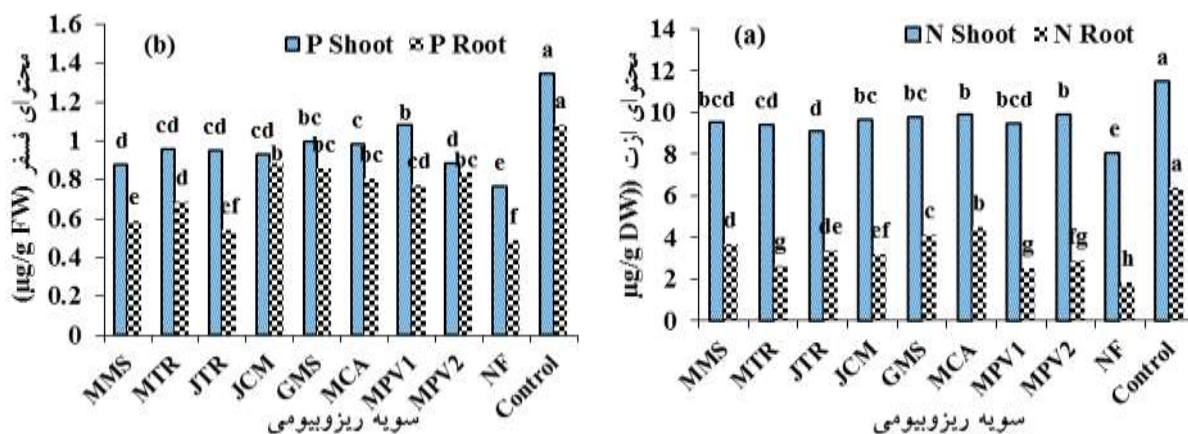 (b)
P Shoot P Root
محتوای فسفر (µg/g FW)
1.6
1.4
1.2
1
0.8
0.6
0.4
0.2
0
d cd cd cd bc c b d e a
e d ef b bc bc cd bc f a
MMS MTR JTR JCM GMS MCA MPV1 MPV2 NF Control
سویه ریزوبیومی
(a)
N Shoot N Root
محتوای ازت (µg/g DW)
14
12
10
8
6
4
2
0
bcd cd d bc bc b bcd b e a
d g de ef c b g fg h a
MMS MTR JTR JCM GMS MCA MPV1 MPV2 NF Control
سویه ریزوبیومی